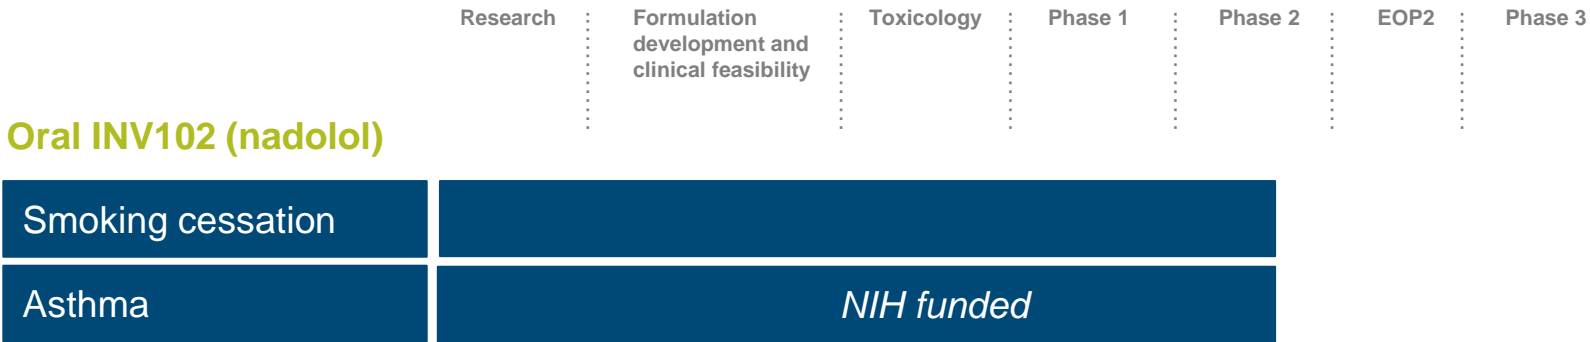 Research
Formulation
development and
clinical feasibility
Toxicology
Phase 1
Phase 2
EOP2
Phase 3
Oral INV102 (nadolol)
Smoking cessation
Asthma
NIH funded